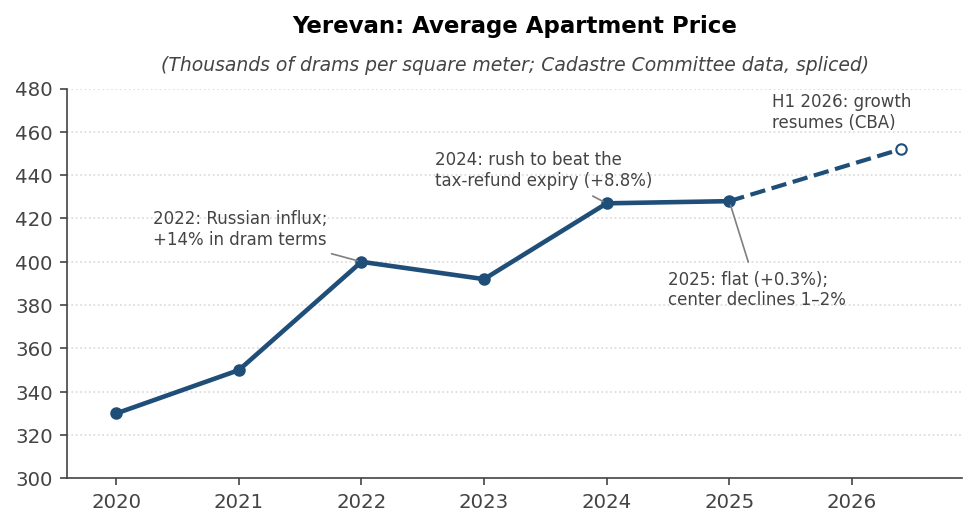 Yerevan: Average Apartment Price
(Thousands of drams per square meter; Cadastre Committee data, spliced)
480
460
440
420
400
380
360
340
320
300
H1 2026: growth
resumes (CBA)
2024: rush to beat the
tax-refund expiry (+8.8%)
2022: Russian influx;
+14% in dram terms
2025: flat (+0.3%);
center declines 1–2%
2020
2021
2022
2023
2024
2025
2026